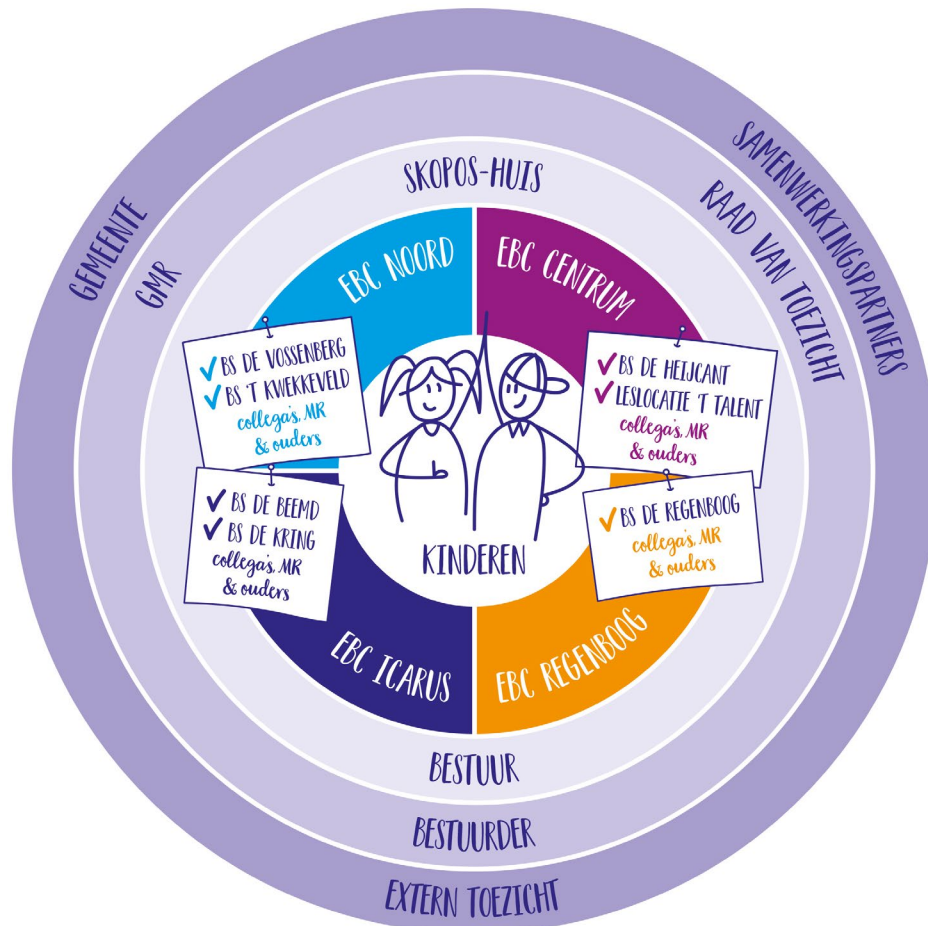 SAMENWERKINGSPARTNERS
GEMEENTE
RAAD VAN TOEZICHT
GMR
SKOPOS-HUIS
EBC NOORD
EBC CENTRUM
BS DE VOSSENBERG
BS 'T KWEKKEVELD
collega's, MR
& ouders
BS DE HEIJCANT
LESLOCATIE 'T TALENT
collega's, MR
& ouders
BS DE BEEMD
BS DE KRING
collega's, MR
& ouders
BS DE REGENBOOG
collega's, MR
& ouders
KINDEREN
EBC ICARUS
EBC REGENBOOG
BESTUUR
BESTUURDER
EXTERN TOEZICHT